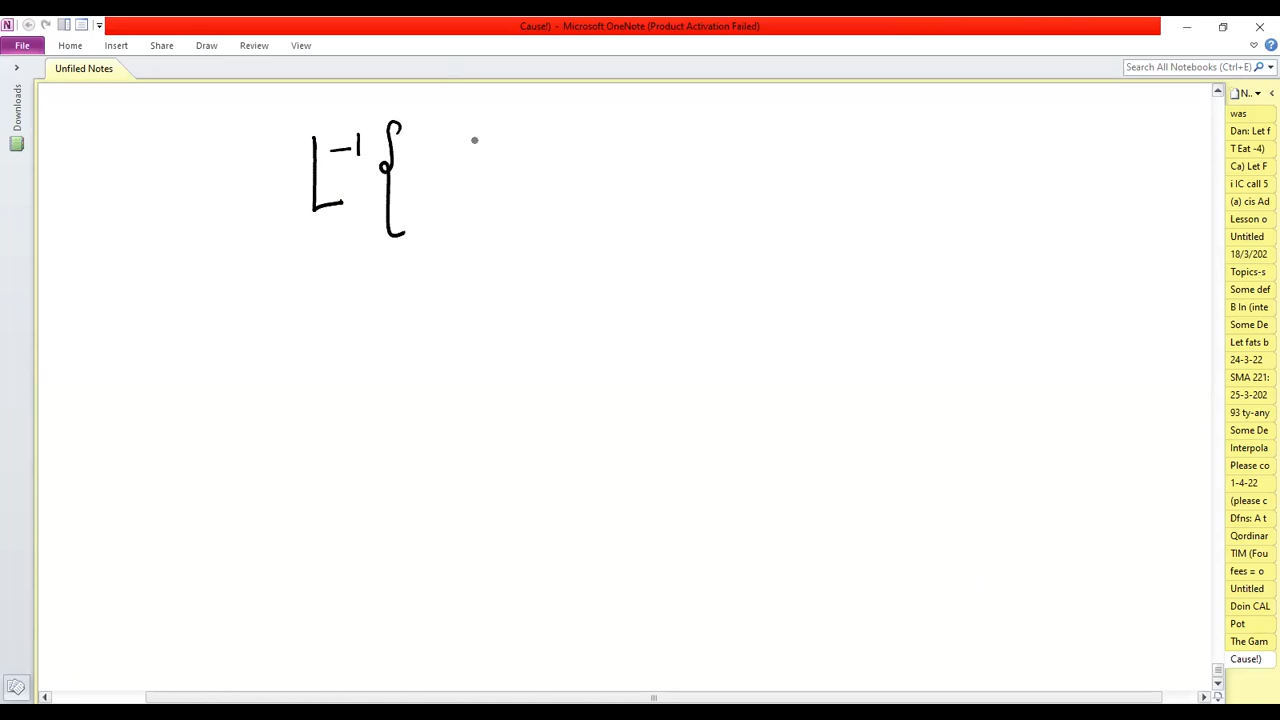 Cause!) - Microsoft OneNote (Product Activation Failed)
File Home Insert Share Draw Review View
Unfiled Notes
Search All Notebooks (Ctrl+E)
Downloads
N..
L⁻¹ {
was
Dan: Let f
T Eat -4)
Ca) Let F
i IC call 5
(a) cis Ad
Lesson o
Untitled
18/3/202
Topics-s
Some def
B In (inte
Some De
Let fats b
24-3-22
SMA 221:
25-3-202
93 ty-any
Some De
Interpola
Please co
1-4-22
(please c
Dfns: A t
Qordinar
TIM (Fou
fees = o
Untitled
Doin CAL
Pot
The Gam
Cause!)